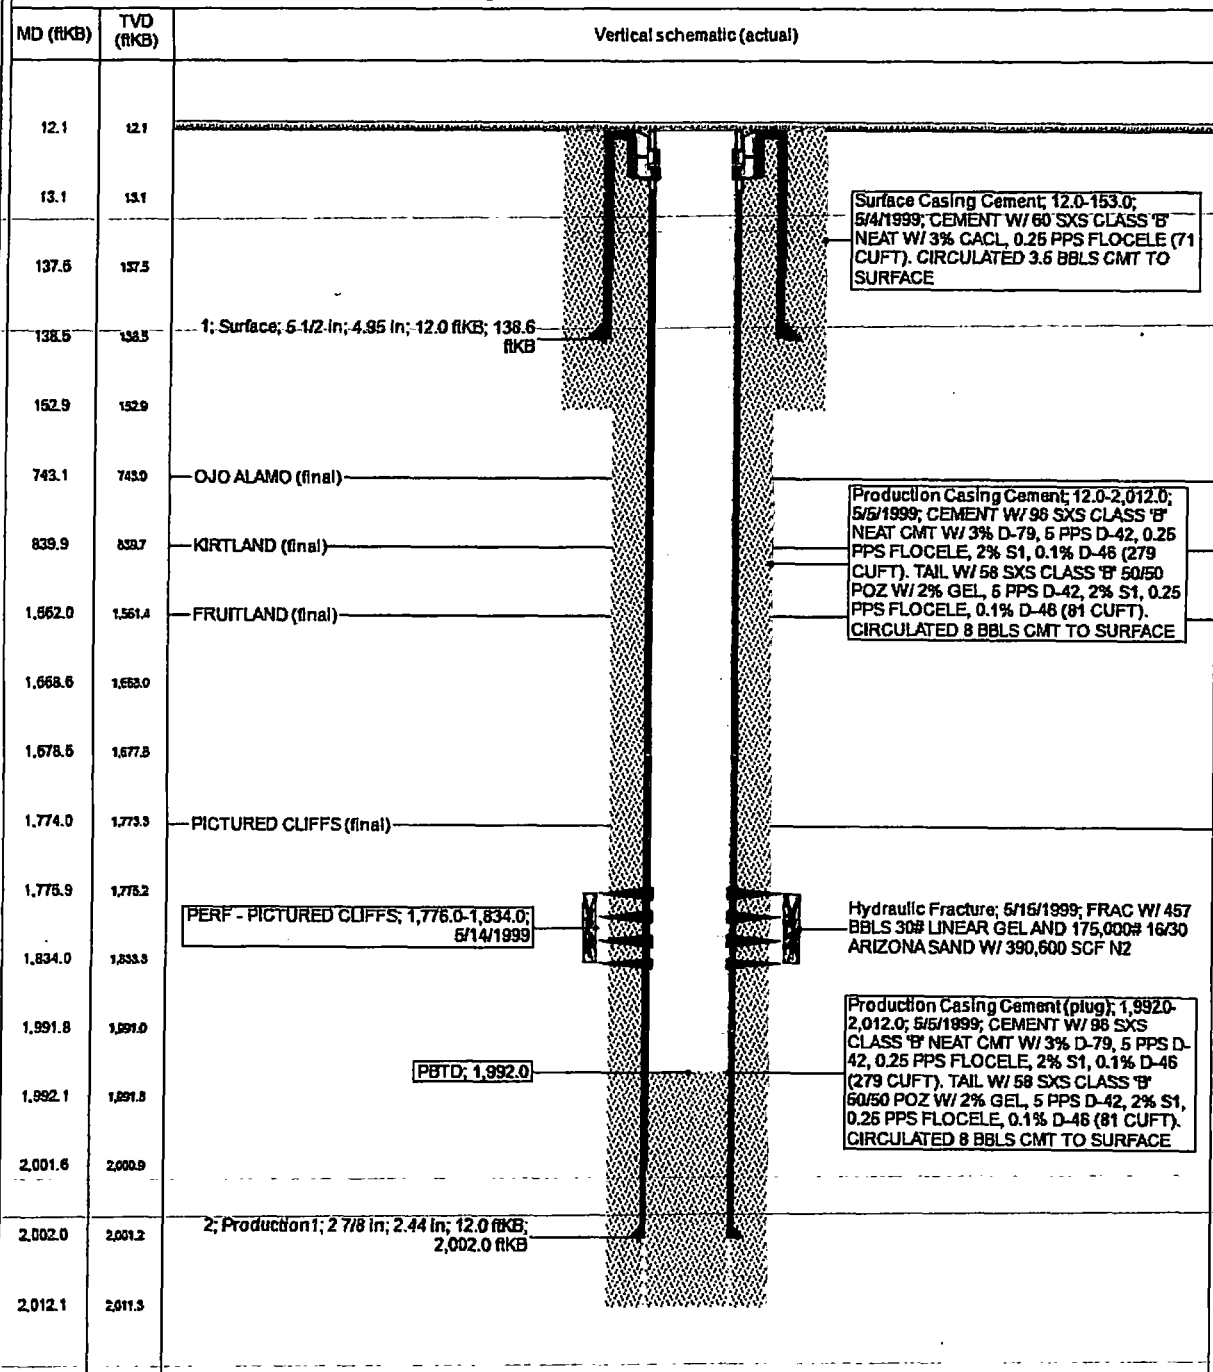 MD (ftKB)
TVD
(ftKB)
Vertical schematic (actual)
12.1 12.1
13.1 13.1
Surface Casing Cement; 12.0-153.0;
5/4/1999; CEMENT W/ 60 SXS CLASS 'B'
NEAT W/ 3% CACL, 0.25 PPS FLOCELE (71
CUFT). CIRCULATED 3.5 BBLS CMT TO
SURFACE
137.5 137.5
1; Surface; 5 1/2 in; 4.95 in; 12.0 ftKB; 138.6
ftKB
138.5 138.5
152.9 152.9
743.1 743.0 OJO ALAMO (final)
Production Casing Cement; 12.0-2,012.0;
5/5/1999; CEMENT W/ 98 SXS CLASS 'B'
NEAT CMT W/ 3% D-79, 5 PPS D-42, 0.25
PPS FLOCELE, 2% S1, 0.1% D-46 (279
CUFT). TAIL W/ 58 SXS CLASS 'B' 50/50
POZ W/ 2% GEL, 5 PPS D-42, 2% S1, 0.25
PPS FLOCELE, 0.1% D-46 (81 CUFT).
CIRCULATED 8 BBLS CMT TO SURFACE
839.9 839.7 KIRTLAND (final)
1,562.0 1,561.4 FRUITLAND (final)
1,668.6 1,668.0
1,678.5 1,677.8
1,774.0 1,773.3 PICTURED CLIFFS (final)
1,775.9 1,775.2
PERF - PICTURED CLIFFS; 1,776.0-1,834.0;
5/14/1999
Hydraulic Fracture; 5/15/1999; FRAC W/ 457
BBLS 30# LINEAR GEL AND 175,000# 16/30
ARIZONA SAND W/ 390,600 SCF N2
1,834.0 1,833.3
1,991.8 1,991.0
Production Casing Cement (plug); 1,992.0-
2,012.0; 5/5/1999; CEMENT W/ 98 SXS
CLASS 'B' NEAT CMT W/ 3% D-79, 5 PPS D-
42, 0.25 PPS FLOCELE, 2% S1, 0.1% D-46
(279 CUFT). TAIL W/ 58 SXS CLASS 'B'
50/50 POZ W/ 2% GEL, 5 PPS D-42, 2% S1,
0.25 PPS FLOCELE, 0.1% D-46 (81 CUFT).
CIRCULATED 8 BBLS CMT TO SURFACE
PBTD; 1,992.0
1,992.1
2,001.6 2,000.9
2,002.0 2,001.2
2; Production1; 2 7/8 in; 2.44 in; 12.0 ftKB;
2,002.0 ftKB
2,012.1 2,011.3